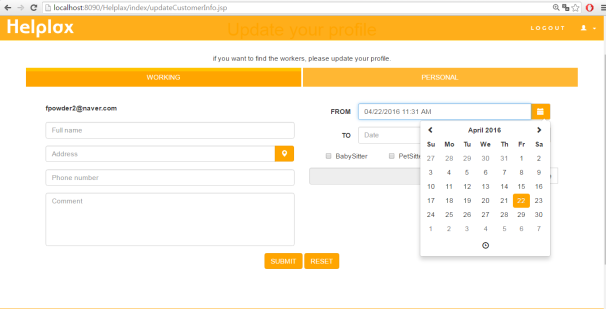 localhost:8090/Helplax/index/updateCustomerInfo.jsp
Helplax
Update your profile
LOGOUT
if you want to find the workers, please update your profile.
WORKING
PERSONAL
fpowder2@naver.com
FROM
04/22/2016 11:31 AM
Full name
TO
Date
Address
BabySitter
PetSitte
Phone number
Comment
April 2016
Su Mo Tu We Th Fr Sa
27 28 29 30 31 1 2
3 4 5 6 7 8 9
10 11 12 13 14 15 16
17 18 19 20 21 22 23
24 25 26 27 28 29 30
1 2 3 4 5 6 7
SUBMIT
RESET